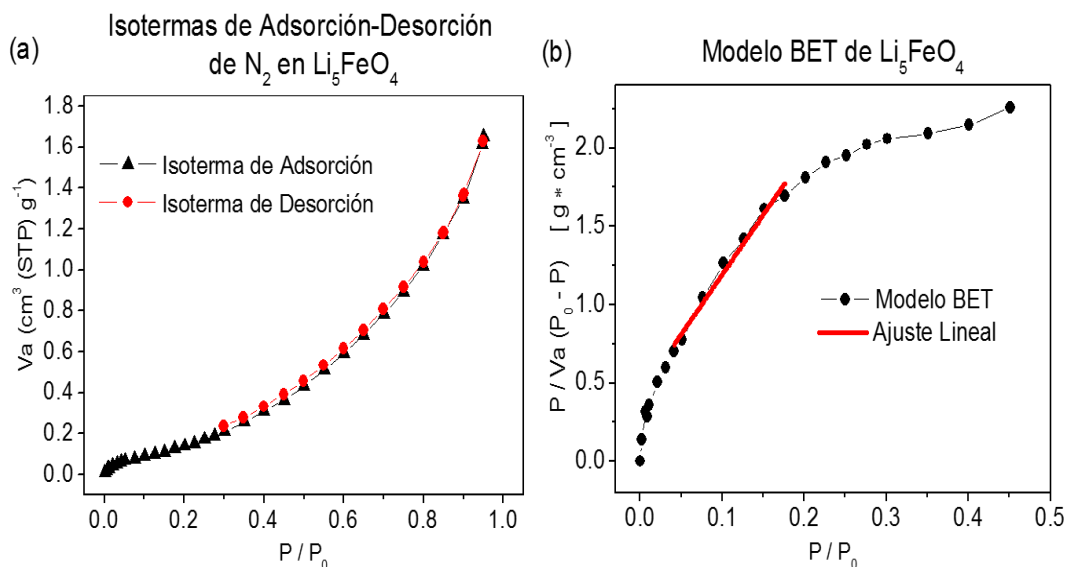 (a)
Isotermas de Adsorción-Desorción
de N₂ en Li₅FeO₄
Va (cm³ (STP) g⁻¹)
1.8
1.6
1.4
1.2
1.0
0.8
0.6
0.4
0.2
0.0
Isoterma de Adsorción
Isoterma de Desorción
0.0 0.2 0.4 0.6 0.8 1.0
P / P₀
(b)
Modelo BET de Li₅FeO₄
P / Va (P₀ - P) [ g * cm⁻³
2.0
1.5
1.0
0.5
0.0
Modelo BET
Ajuste Lineal
0.0 0.1 0.2 0.3 0.4 0.5
P / P₀